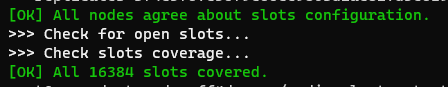 [OK] All nodes agree about slots configuration.
>>> Check for open slots...
>>> Check slots coverage...
[OK] All 16384 slots covered.